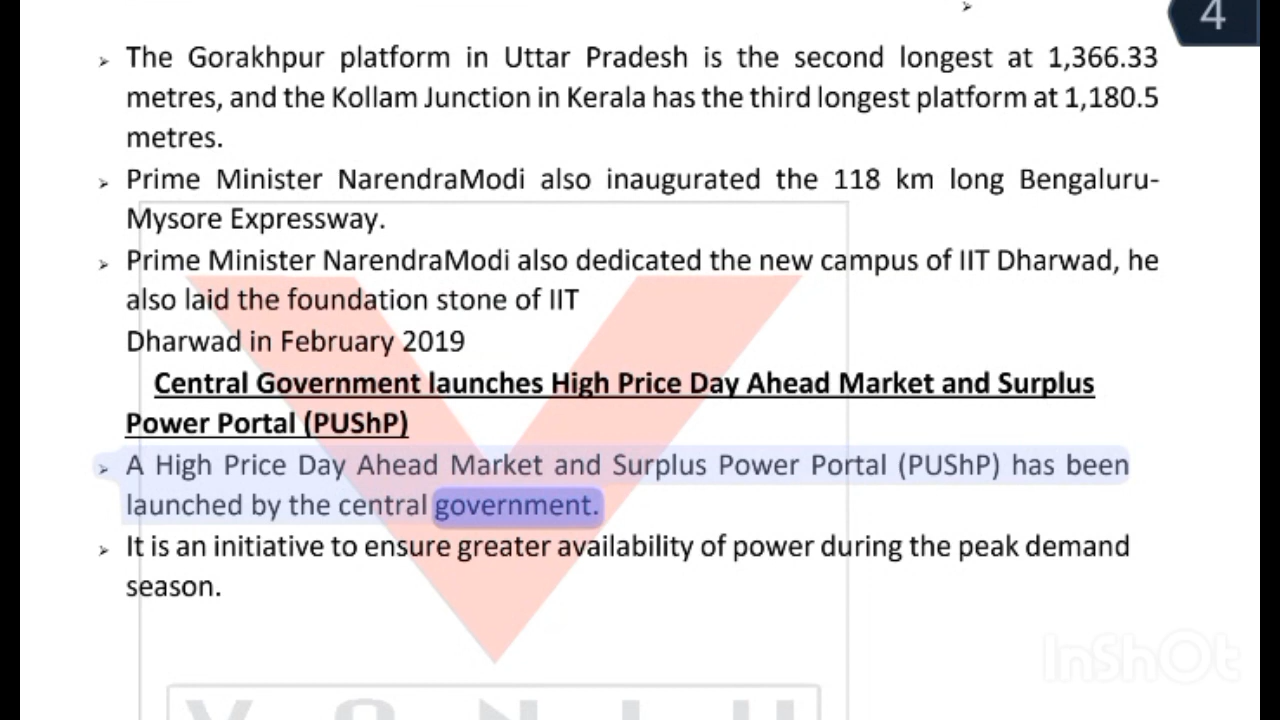 4
➢
➢ The Gorakhpur platform in Uttar Pradesh is the second longest at 1,366.33
metres, and the Kollam Junction in Kerala has the third longest platform at 1,180.5
metres.
➢ Prime Minister NarendraModi also inaugurated the 118 km long Bengaluru-
Mysore Expressway.
➢ Prime Minister NarendraModi also dedicated the new campus of IIT Dharwad, he
also laid the foundation stone of IIT
Dharwad in February 2019
Central Government launches High Price Day Ahead Market and Surplus
Power Portal (PUShP)
➢ A High Price Day Ahead Market and Surplus Power Portal (PUShP) has been
launched by the central government.
➢ It is an initiative to ensure greater availability of power during the peak demand
season.
InShOt